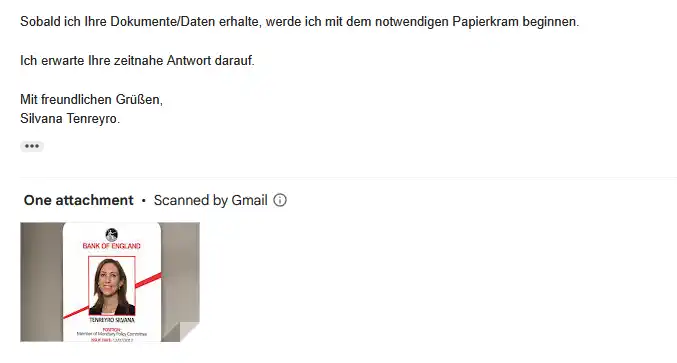 Sobald ich Ihre Dokumente/Daten erhalte, werde ich mit dem notwendigen Papierkram beginnen.
Ich erwarte Ihre zeitnahe Antwort darauf.
Mit freundlichen Grüßen,
Silvana Tenreyro.
One attachment • Scanned by Gmail
BANK OF ENGLAND
TENREYRO SILVANA
POSITION:
Member of Monetary Policy Committee
ISSUE DATE: